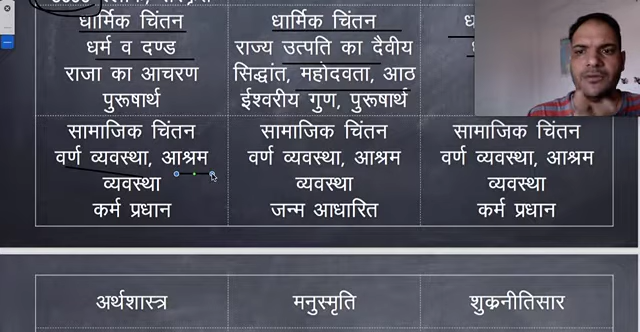 धार्मिक चिंतन
धर्म व दण्ड
राजा का आचरण
पुरूषार्थ
धार्मिक चिंतन
राज्य उत्पति का दैवीय
सिद्धांत, महोदवता, आठ
ईश्वरीय गुण, पुरूषार्थ
सामाजिक चिंतन
वर्ण व्यवस्था, आश्रम
व्यवस्था
कर्म प्रधान
सामाजिक चिंतन
वर्ण व्यवस्था, आश्रम
व्यवस्था
जन्म आधारित
सामाजिक चिंतन
वर्ण व्यवस्था, आश्रम
व्यवस्था
कर्म प्रधान
अर्थशास्त्र
मनुस्मृति
शुक्रनीतिसार